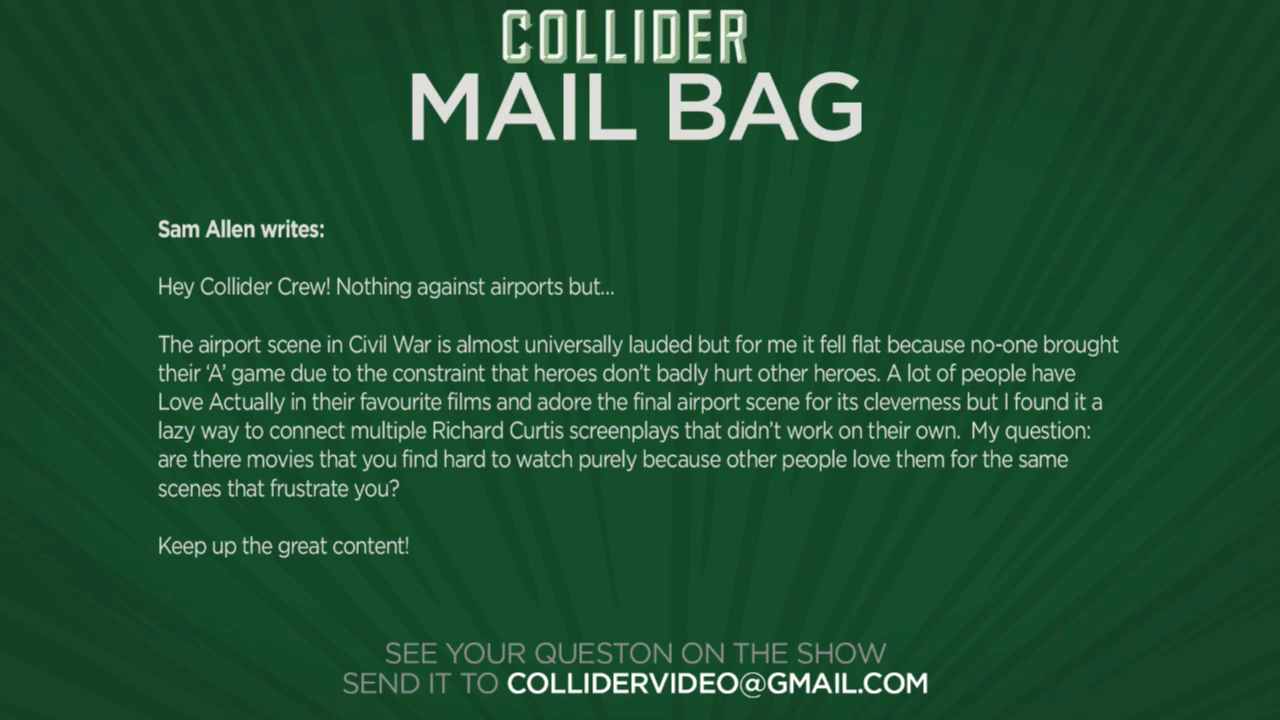 COLLIDER
MAIL BAG
Sam Allen writes:
Hey Collider Crew! Nothing against airports but...
The airport scene in Civil War is almost universally lauded but for me it fell flat because no-one brought
their ‘A’ game due to the constraint that heroes don’t badly hurt other heroes. A lot of people have
Love Actually in their favourite films and adore the final airport scene for its cleverness but I found it a
lazy way to connect multiple Richard Curtis screenplays that didn’t work on their own.  My question:
are there movies that you find hard to watch purely because other people love them for the same
scenes that frustrate you?
Keep up the great content!
SEE YOUR QUESTON ON THE SHOW
SEND IT TO COLLIDERVIDEO@GMAIL.COM